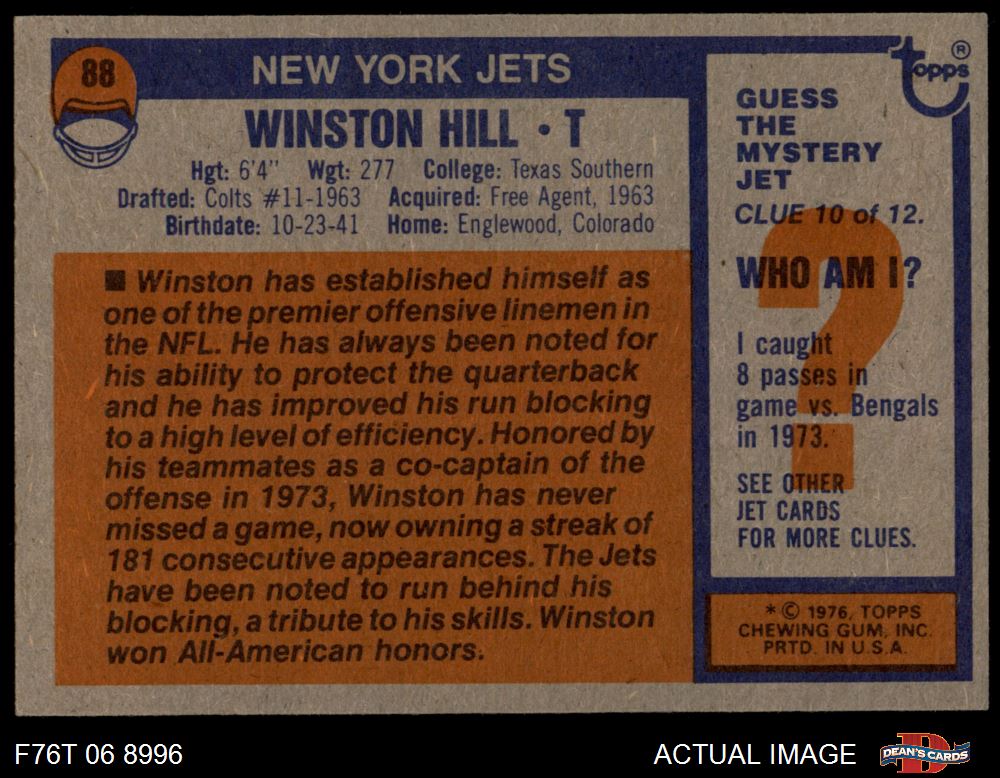 88
NEW YORK JETS
WINSTON HILL • T
Hgt: 6'4" Wgt: 277 College: Texas Southern
Drafted: Colts #11-1963 Acquired: Free Agent, 1963
Birthdate: 10-23-41 Home: Englewood, Colorado
■ Winston has established himself as
one of the premier offensive linemen in
the NFL. He has always been noted for
his ability to protect the quarterback
and he has improved his run blocking
to a high level of efficiency. Honored by
his teammates as a co-captain of the
offense in 1973, Winston has never
missed a game, now owning a streak of
181 consecutive appearances. The Jets
have been noted to run behind his
blocking, a tribute to his skills. Winston
won All-American honors.
topps ®
GUESS
THE
MYSTERY
JET
CLUE 10 of 12.
?
WHO AM I?
I caught
8 passes in
game vs. Bengals
in 1973.
SEE OTHER
JET CARDS
FOR MORE CLUES.
* © 1976, TOPPS
CHEWING GUM, INC.
PRTD. IN U.S.A.
F76T 06 8996
ACTUAL IMAGE
D
DEAN'S CARDS